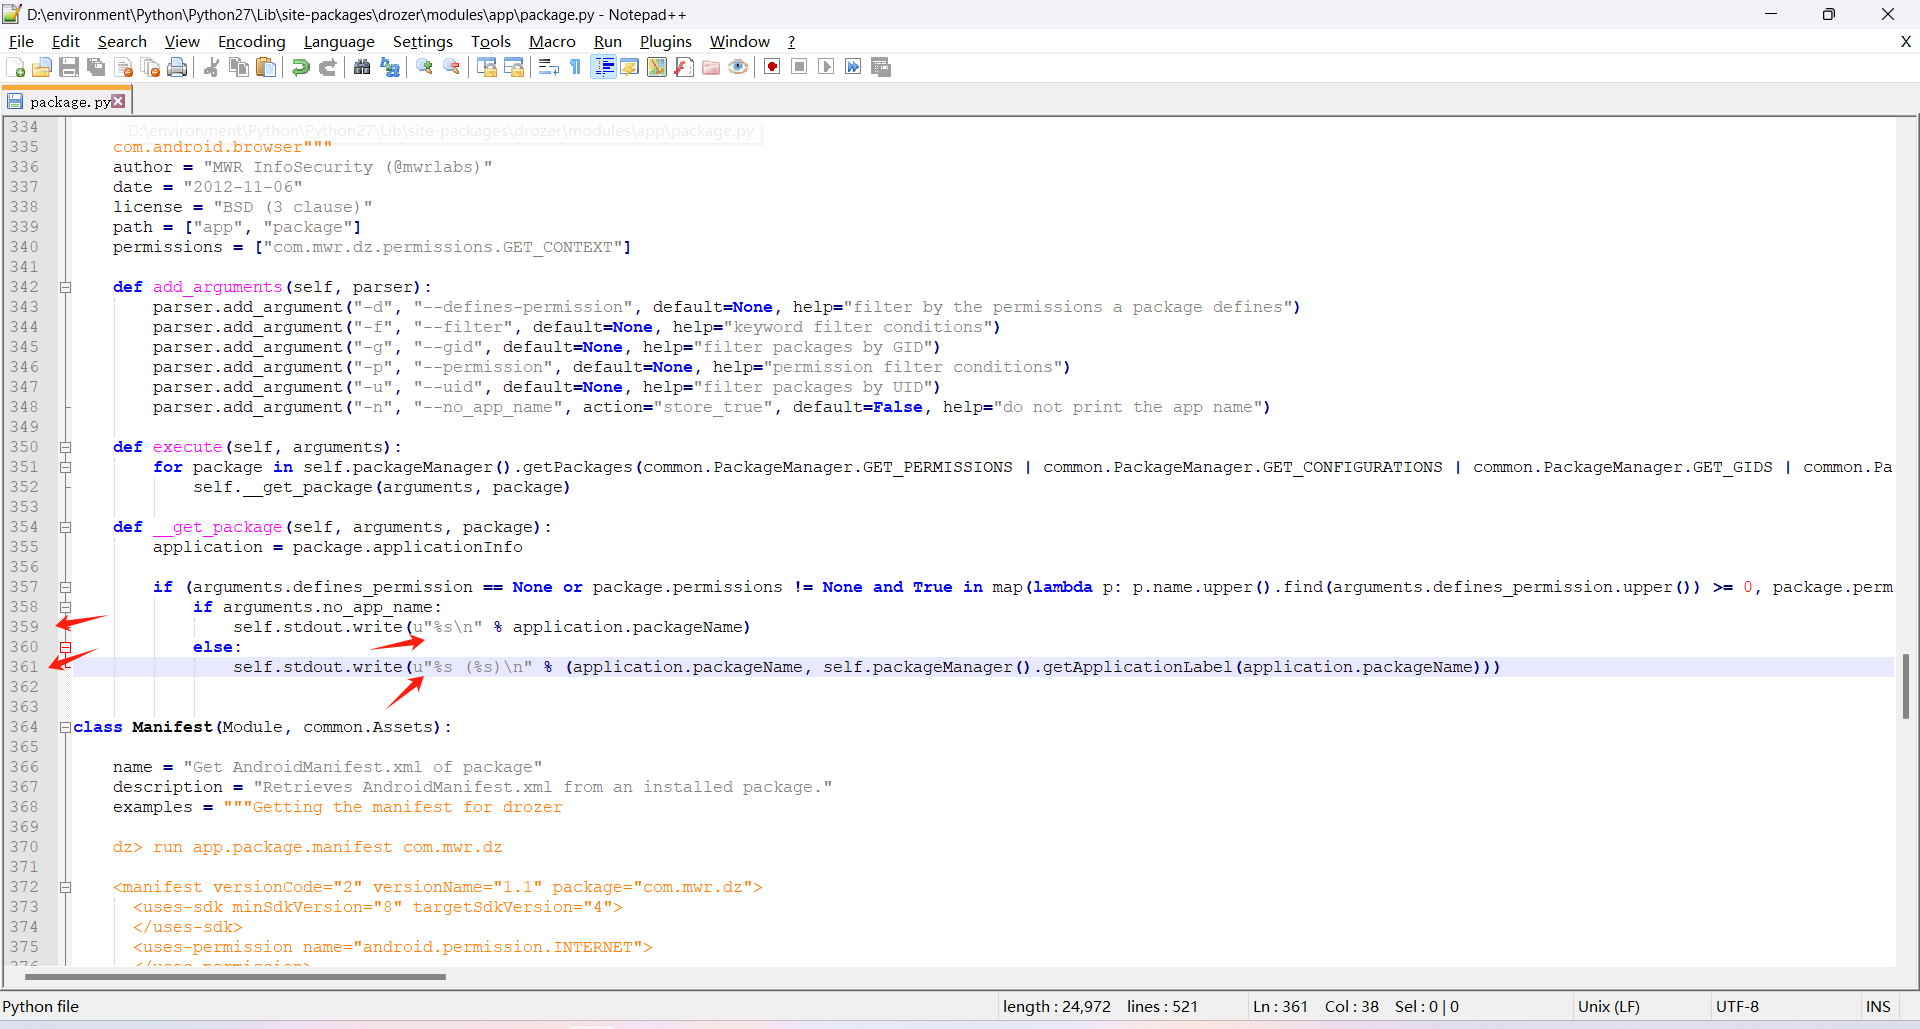 D:\environment\Python\Python27\Lib\site-packages\drozer\modules\app\package.py - Notepad++
File Edit Search View Encoding Language Settings Tools Macro Run Plugins Window ? X
package.py
334
D:\environment\Python\Python27\Lib\site-packages\drozer\modules\app\package.py
335 com.android.browser"""
336 author = "MWR InfoSecurity (@mwrlabs)"
337 date = "2012-11-06"
338 license = "BSD (3 clause)"
339 path = ["app", "package"]
340 permissions = ["com.mwr.dz.permissions.GET_CONTEXT"]
341
342 def add_arguments(self, parser):
343 parser.add_argument("-d", "--defines-permission", default=None, help="filter by the permissions a package defines")
344 parser.add_argument("-f", "--filter", default=None, help="keyword filter conditions")
345 parser.add_argument("-g", "--gid", default=None, help="filter packages by GID")
346 parser.add_argument("-p", "--permission", default=None, help="permission filter conditions")
347 parser.add_argument("-u", "--uid", default=None, help="filter packages by UID")
348 parser.add_argument("-n", "--no_app_name", action="store_true", default=False, help="do not print the app name")
349
350 def execute(self, arguments):
351 for package in self.packageManager().getPackages(common.PackageManager.GET_PERMISSIONS | common.PackageManager.GET_CONFIGURATIONS | common.PackageManager.GET_GIDS | common.Pa
352 self.__get_package(arguments, package)
353
354 def __get_package(self, arguments, package):
355 application = package.applicationInfo
356
357 if (arguments.defines_permission == None or package.permissions != None and True in map(lambda p: p.name.upper().find(arguments.defines_permission.upper()) >= 0, package.perm
358 if arguments.no_app_name:
359 self.stdout.write(u"%s\n" % application.packageName)
360 else:
361 self.stdout.write(u"%s (%s)\n" % (application.packageName, self.packageManager().getApplicationLabel(application.packageName)))
362
363
364 class Manifest(Module, common.Assets):
365
366 name = "Get AndroidManifest.xml of package"
367 description = "Retrieves AndroidManifest.xml from an installed package."
368 examples = """Getting the manifest for drozer
369
370 dz> run app.package.manifest com.mwr.dz
371
372 <manifest versionCode="2" versionName="1.1" package="com.mwr.dz">
373 <uses-sdk minSdkVersion="8" targetSdkVersion="4">
374 </uses-sdk>
375 <uses-permission name="android.permission.INTERNET">
Python file length : 24,972 lines : 521 Ln : 361 Col : 38 Sel : 0 | 0 Unix (LF) UTF-8 INS